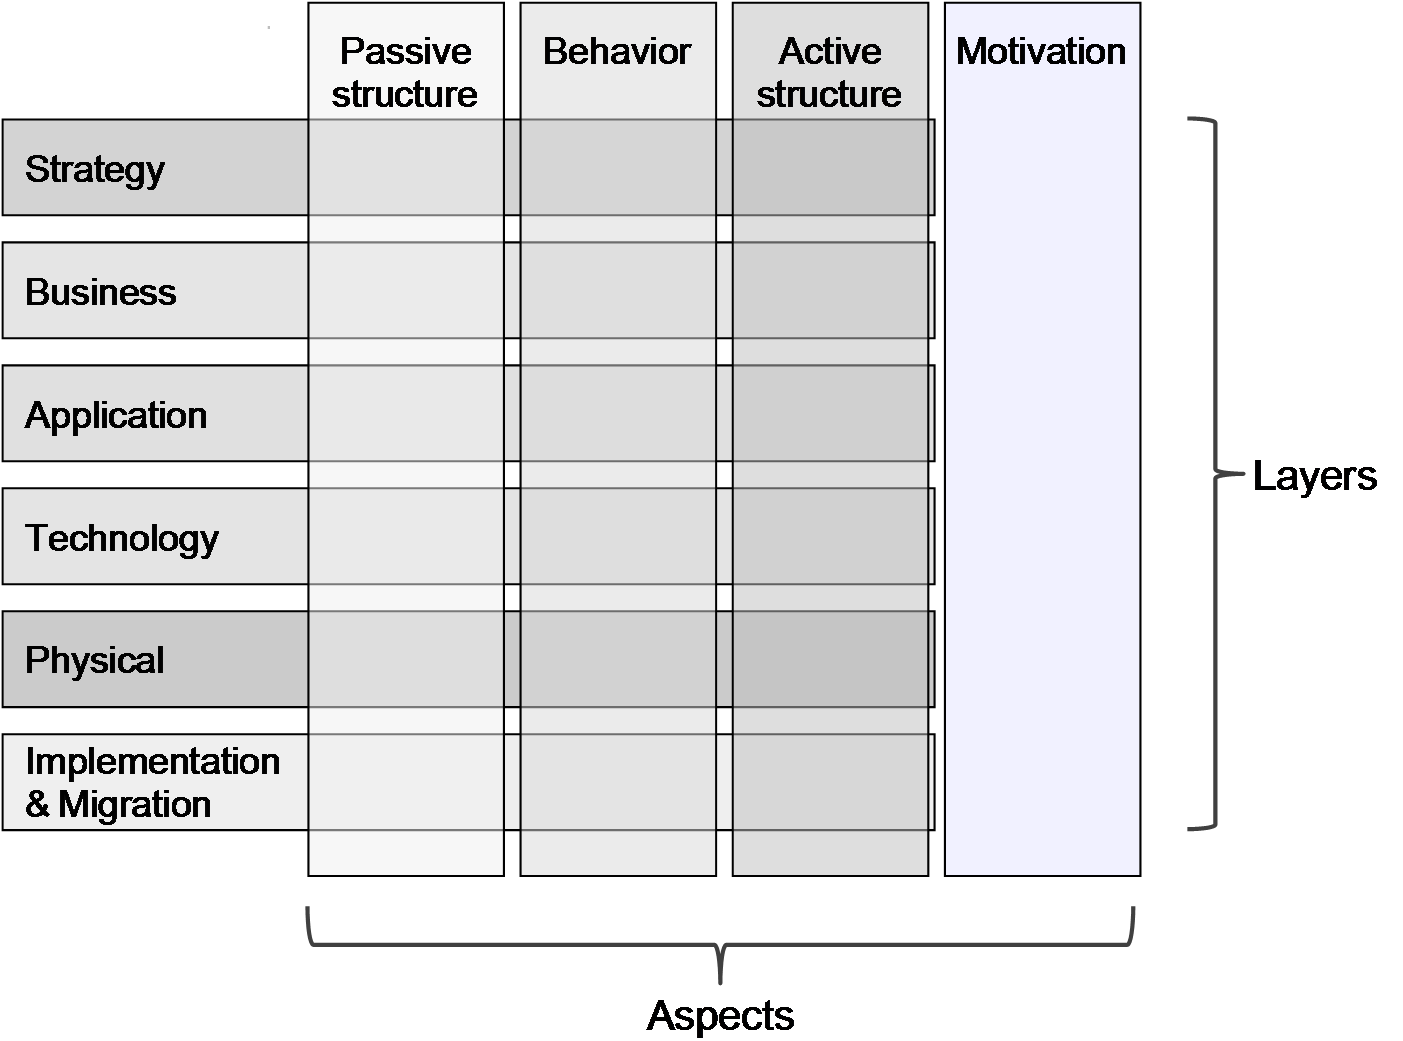 Passive
structure
Behavior
Active
structure
Motivation
Strategy
Business
Application
Technology
Physical
Implementation
& Migration
Layers
Aspects